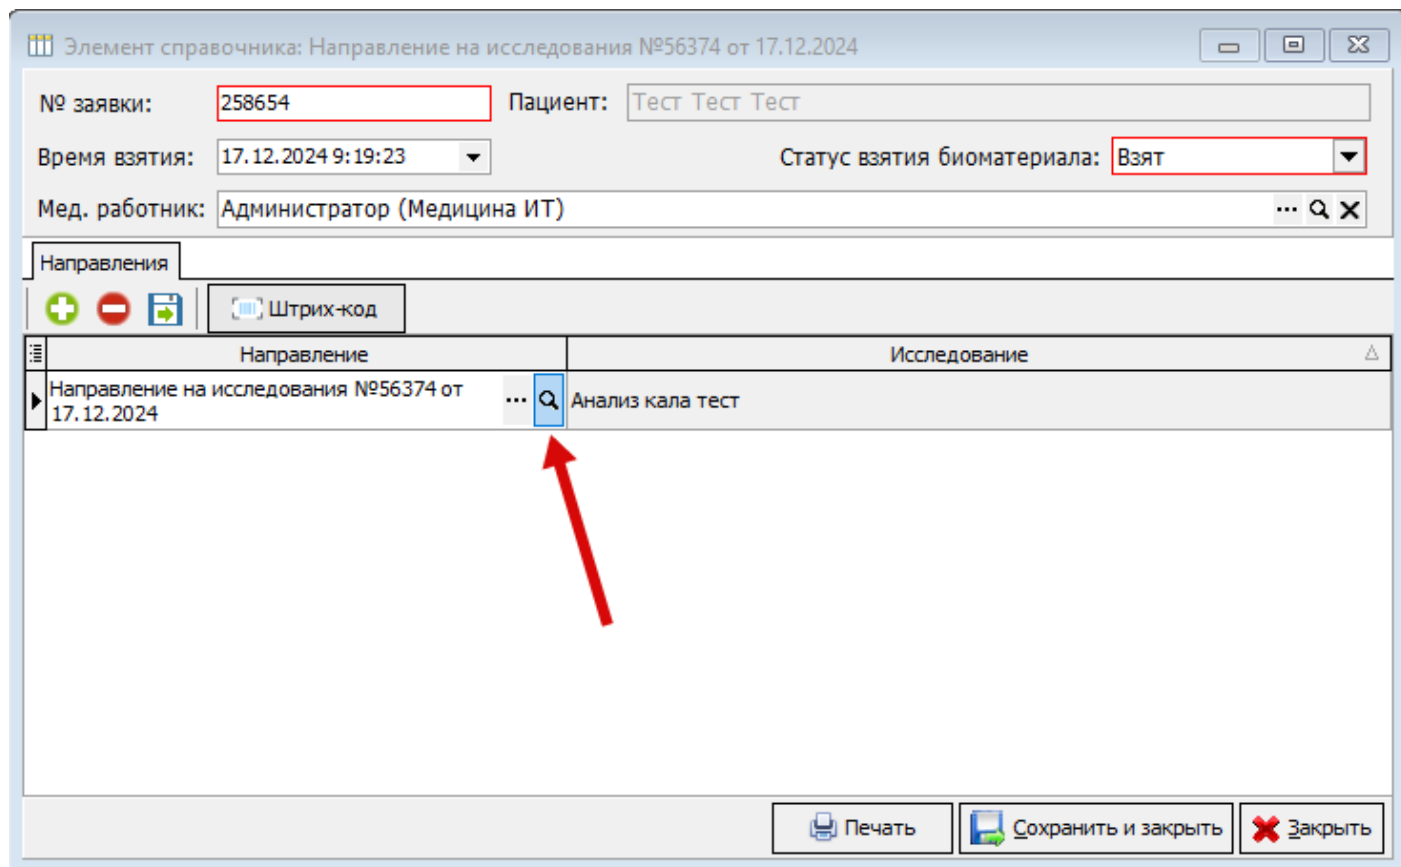 Элемент справочника: Направление на исследования №56374 от 17.12.2024
№ заявки: 258654 Пациент: Тест Тест Тест
Время взятия: 17.12.2024 9:19:23 Статус взятия биоматериала: Взят
Мед. работник: Администратор (Медицина ИТ)
Направления
Штрих-код
Направление Исследование
Направление на исследования №56374 от
17.12.2024
Анализ кала тест
Печать Сохранить и закрыть Закрыть